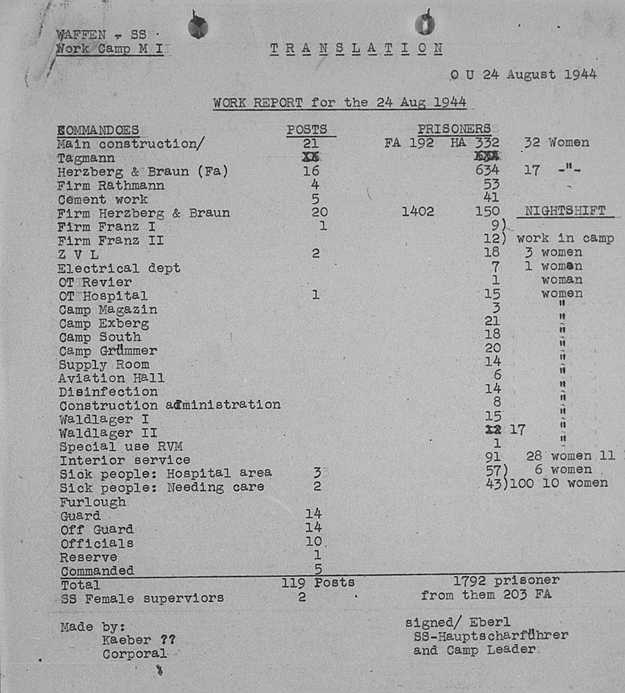 WAFFEN - SS
Work Camp M I
T R A N S L A T I O N
O U 24 August 1944
WORK REPORT for the 24 Aug 1944
KOMMANDOES POSTS PRISONERS
Main construction/ 21 FA 192 HA 332 32 Women
Tagmann
Herzberg & Braun (Fa) 16 634 17 -"-
Firm Rathmann 4 53
Cement work 5 41
Firm Herzberg & Braun 20 1402 150 NIGHTSHIFT
Firm Franz I 1 9)
Firm Franz II 12) work in camp
Z V L 2 18 3 women
Electrical dept 7 1 women
OT Revier 1 woman
OT Hospital 1 15 women
Camp Magazin 3 "
Camp Exberg 21 "
Camp South 18 "
Camp Grümmer 20 "
Supply Room 14 "
Aviation Hall 6 "
Disinfection 14 "
Construction administration 8 "
Waldlager I 15 "
Waldlager II 17 "
Special use RVM 1 "
Interior service 91 28 women 11
Sick people: Hospital area 3 57) 6 women
Sick people: Needing care 2 43)100 10 women
Furlough
Guard 14
Off Guard 14
Officials 10
Reserve 1
Commanded 5
Total 119 Posts 1792 prisoner
SS Female superviors 2 from them 203 FA
Made by: signed/ Eberl
Kaeber ?? SS-Hauptscharführer
Corporal and Camp Leader